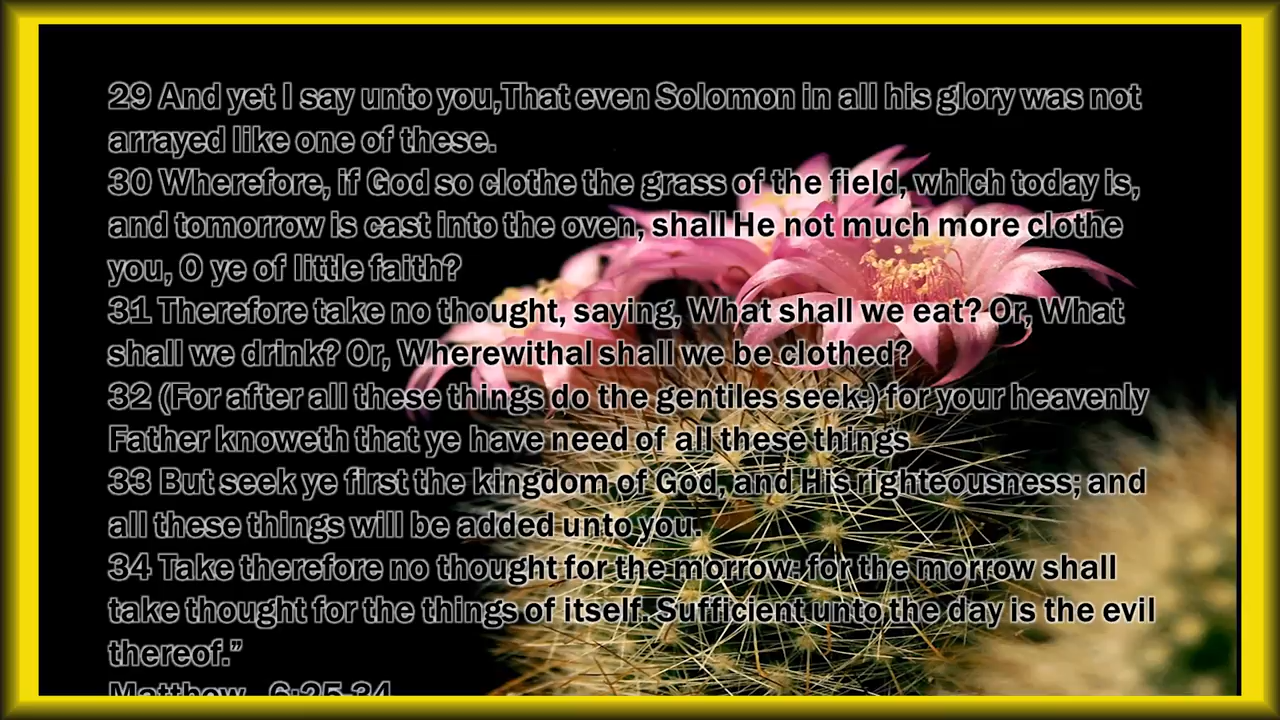 29 And yet I say unto you,That even Solomon in all his glory was not
arrayed like one of these.
30 Wherefore, if God so clothe the grass of the field, which today is,
and tomorrow is cast into the oven, shall He not much more clothe
you, O ye of little faith?
31 Therefore take no thought, saying, What shall we eat? Or, What
shall we drink? Or, Wherewithal shall we be clothed?
32 (For after all these things do the gentiles seek:) for your heavenly
Father knoweth that ye have need of all these things
33 But seek ye first the kingdom of God, and His righteousness; and
all these things will be added unto you.
34 Take therefore no thought for the morrow: for the morrow shall
take thought for the things of itself. Sufficient unto the day is the evil
thereof.”
Matthew 6:25-34